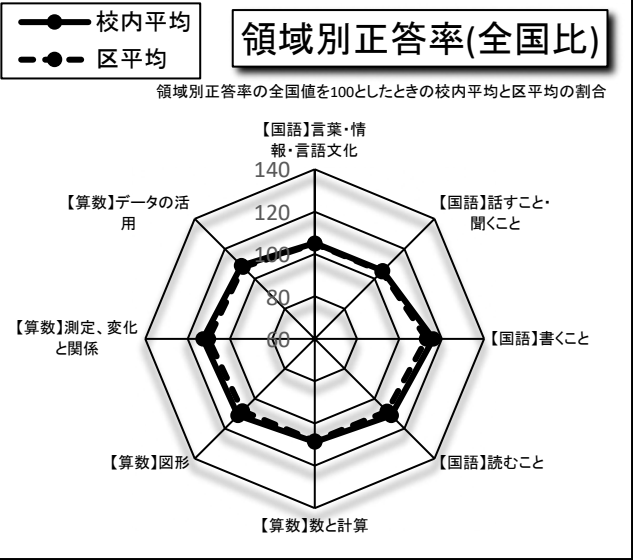 校内平均
区平均
領域別正答率(全国比)
領域別正答率の全国値を100としたときの校内平均と区平均の割合
【国語】言葉・情
報・言語文化
140
120
100
80
60
【国語】話すこと・
聞くこと
【国語】書くこと
【国語】読むこと
【算数】数と計算
【算数】図形
【算数】測定、変化
と関係
【算数】データの活
用